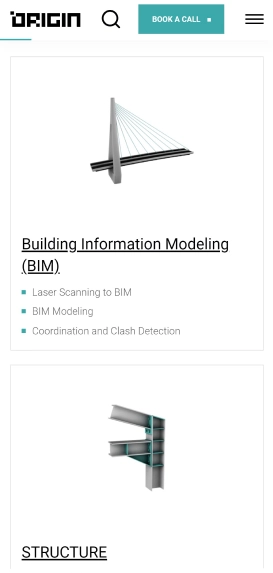 ORIGIN
BOOK A CALL
Building Information Modeling
(BIM)
Laser Scanning to BIM
BIM Modeling
Coordination and Clash Detection
STRUCTURE